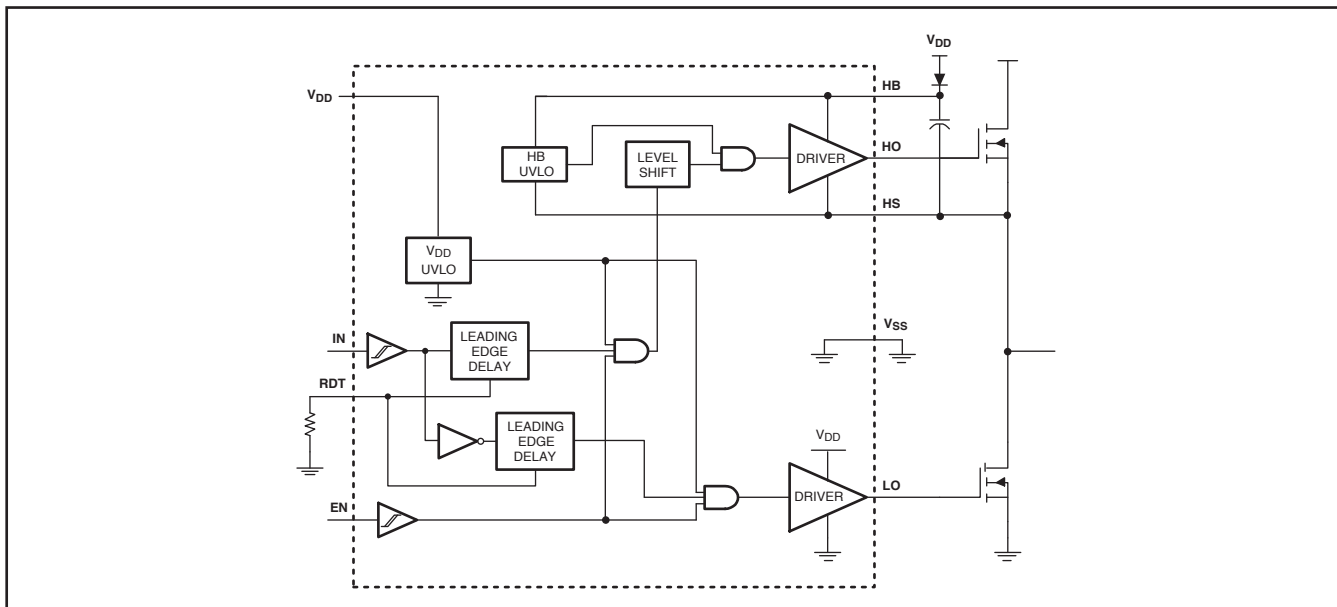 VDD
VDD
HB
HB
UVLO
LEVEL
SHIFT
DRIVER
HO
HS
VDD
UVLO
VSS
IN
LEADING
EDGE
DELAY
RDT
LEADING
EDGE
DELAY
VDD
DRIVER
LO
EN